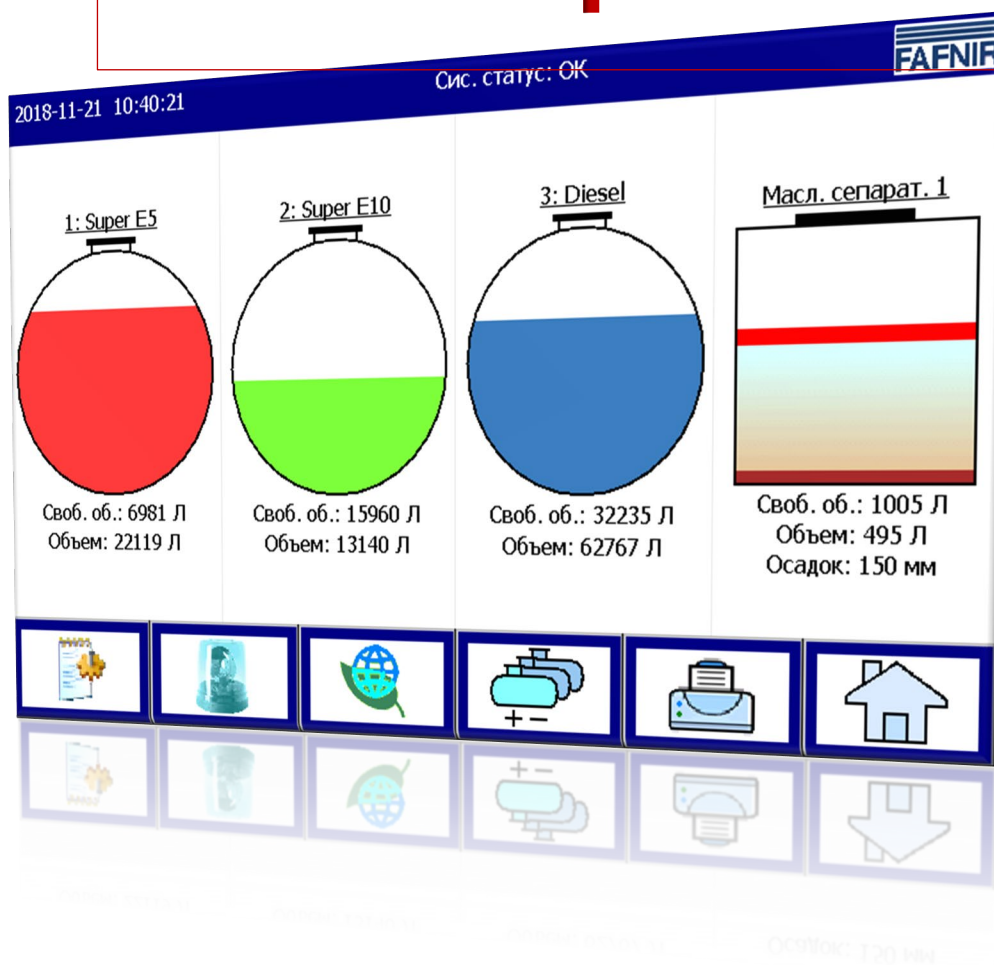 2018-11-21 10:40:21
Сис. статус: ОК
FAFNIR
1: Super E5
Своб. об.: 6981 Л
Объем: 22119 Л
2: Super E10
Своб. об.: 15960 Л
Объем: 13140 Л
3: Diesel
Своб. об.: 32235 Л
Объем: 62767 Л
Масл. сепарат. 1
Своб. об.: 1005 Л
Объем: 495 Л
Осадок: 150 мм